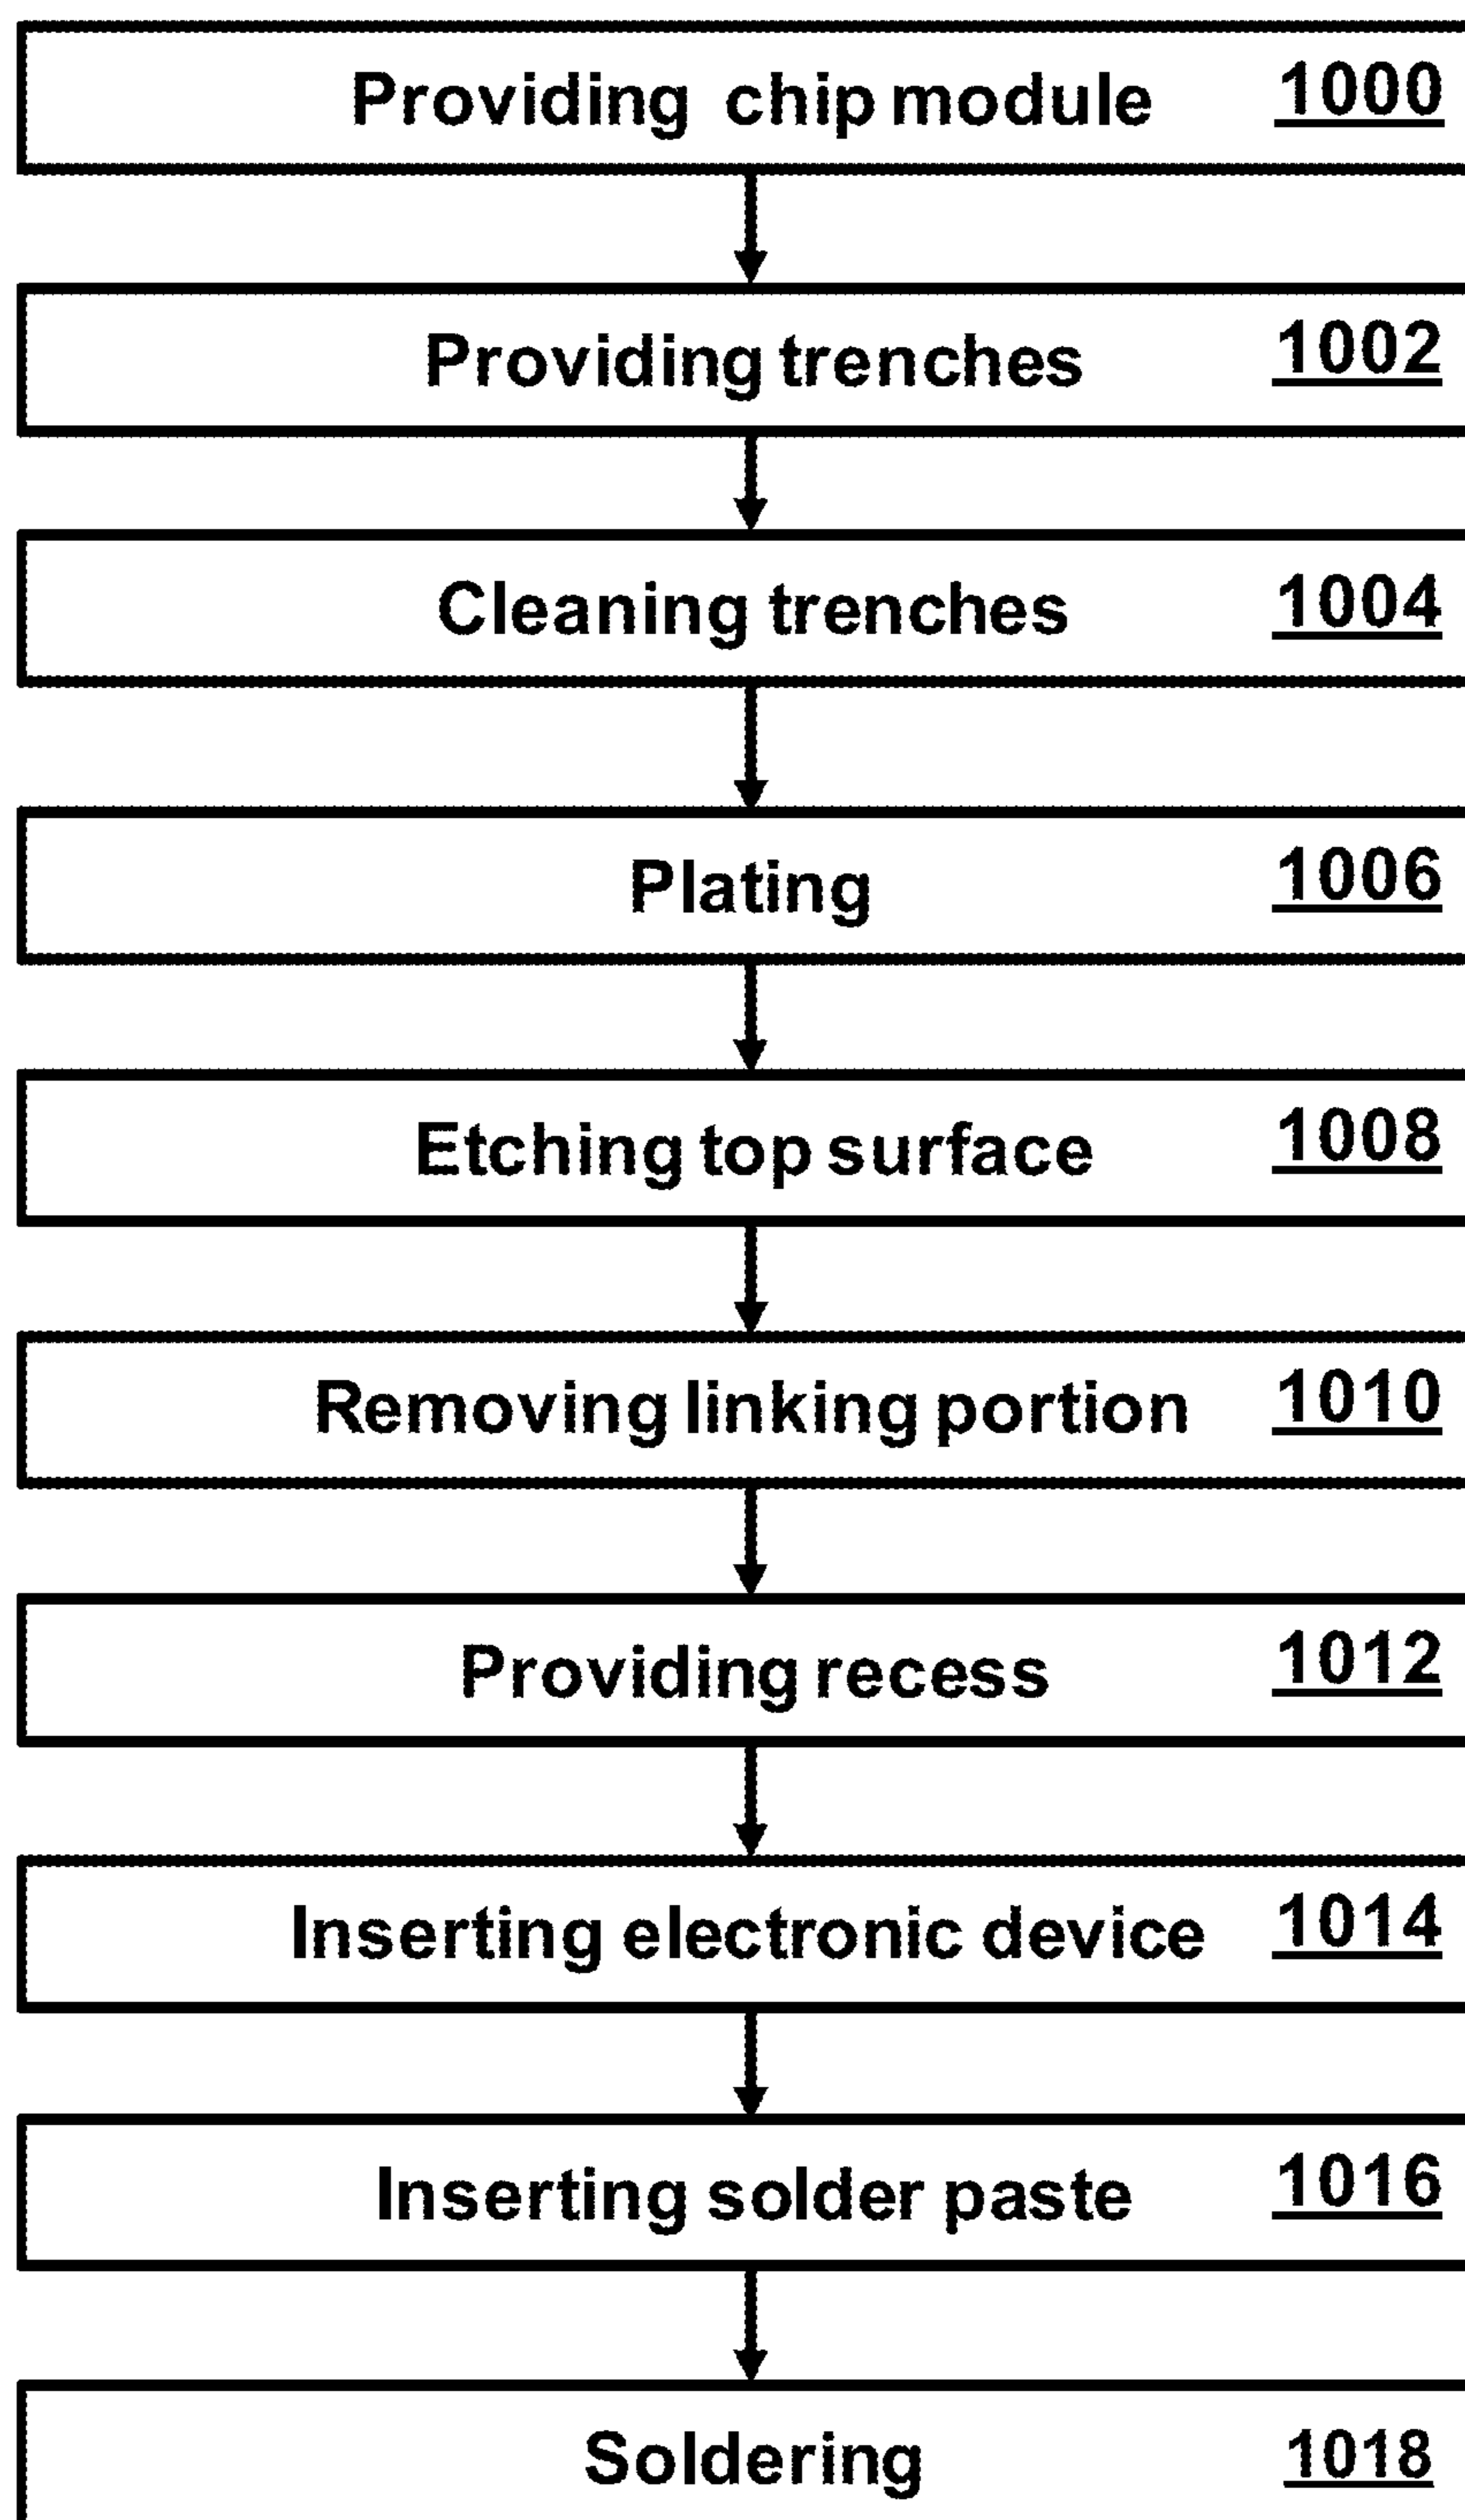 Providing chip module 1000
Providing trenches 1002
Cleaning trenches 1004
Plating 1006
Etching top surface 1008
Removing linking portion 1010
Providing recess 1012
Inserting electronic device 1014
Inserting solder paste 1016
Soldering 1018